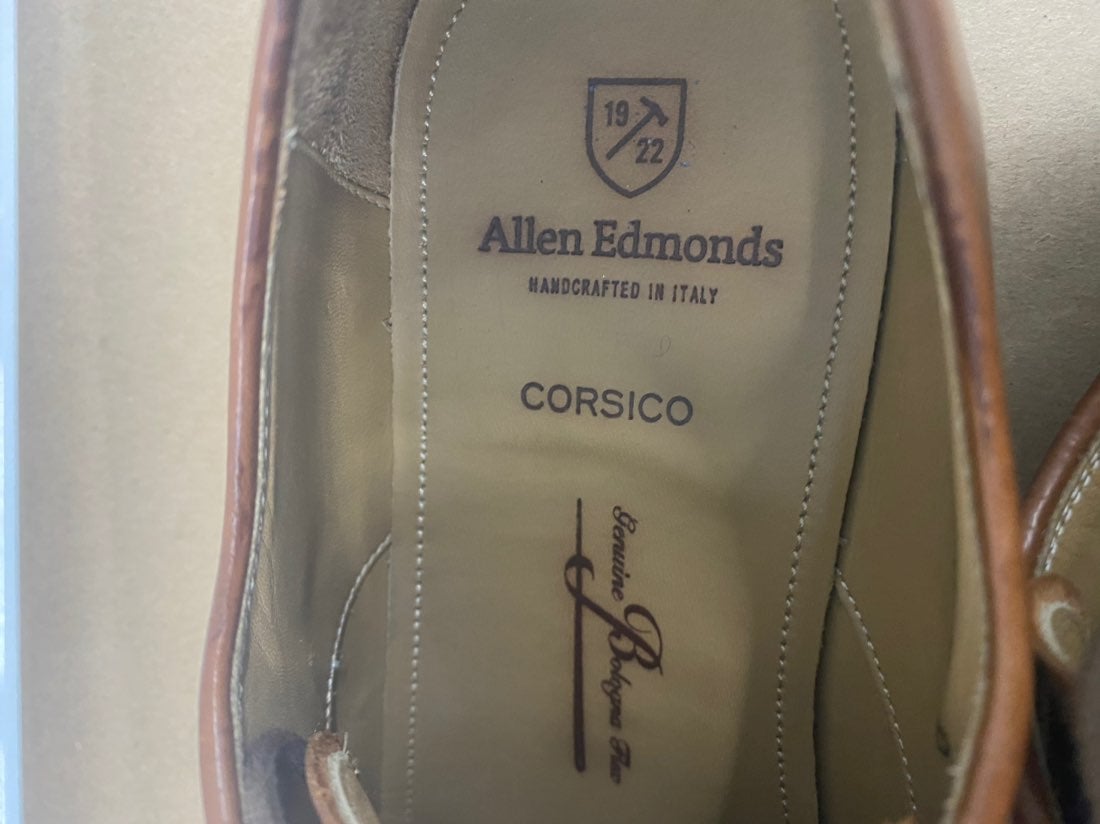 19
22
Allen Edmonds
HANDCRAFTED IN ITALY
CORSICO
Genuine Bologna Flex